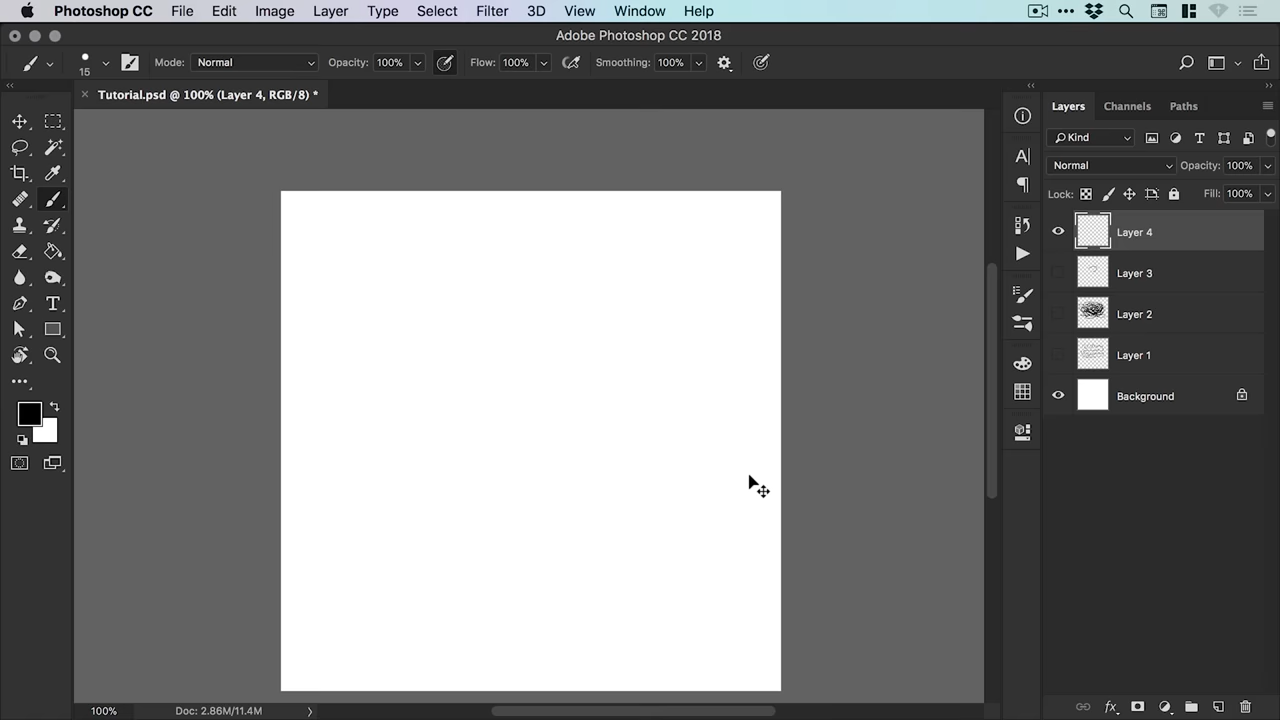 Photoshop CC File Edit Image Layer Type Select Filter 3D View Window Help
Adobe Photoshop CC 2018
15 Mode: Normal Opacity: 100% Flow: 100% Smoothing: 100%
Tutorial.psd @ 100% (Layer 4, RGB/8) *
Layers Channels Paths
Kind
Normal Opacity: 100%
Lock: Fill: 100%
Layer 4
Layer 3
Layer 2
Layer 1
Background
100% Doc: 2.86M/11.4M